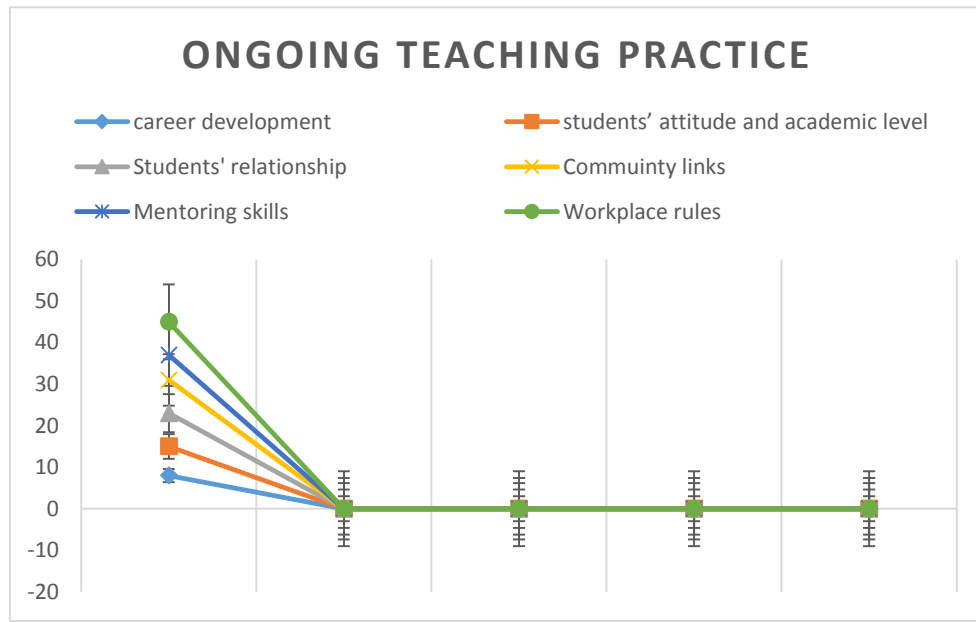 ONGOING TEACHING PRACTICE
career development
students’ attitude and academic level
Students' relationship
Commuinty links
Mentoring skills
Workplace rules
60
50
40
30
20
10
0
-10
-20